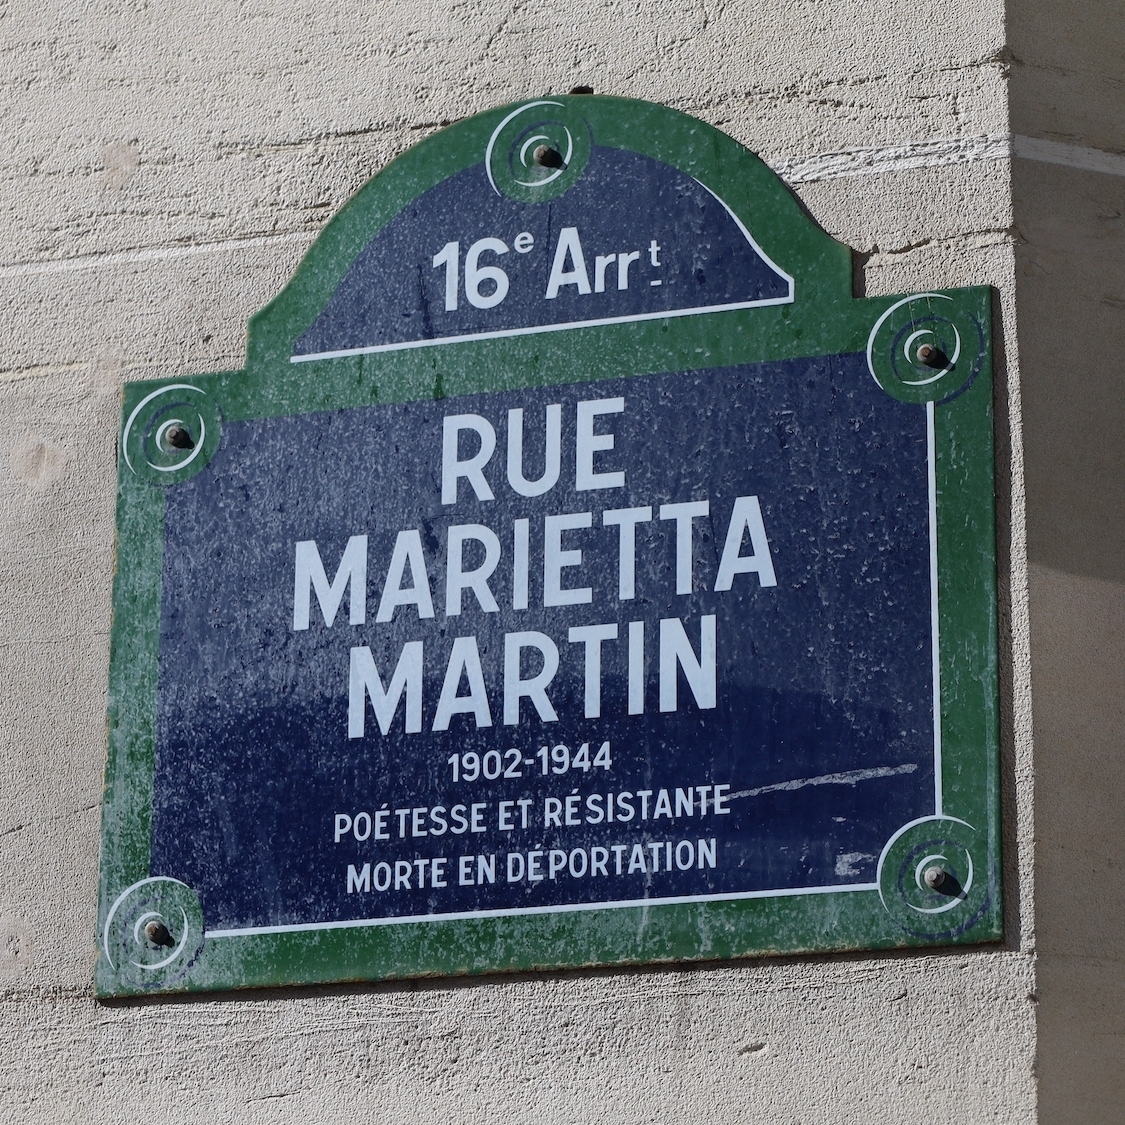 16e Arrt
RUE
MARIETTA
MARTIN
1902-1944
POÉTESSE ET RÉSISTANTE
MORTE EN DÉPORTATION